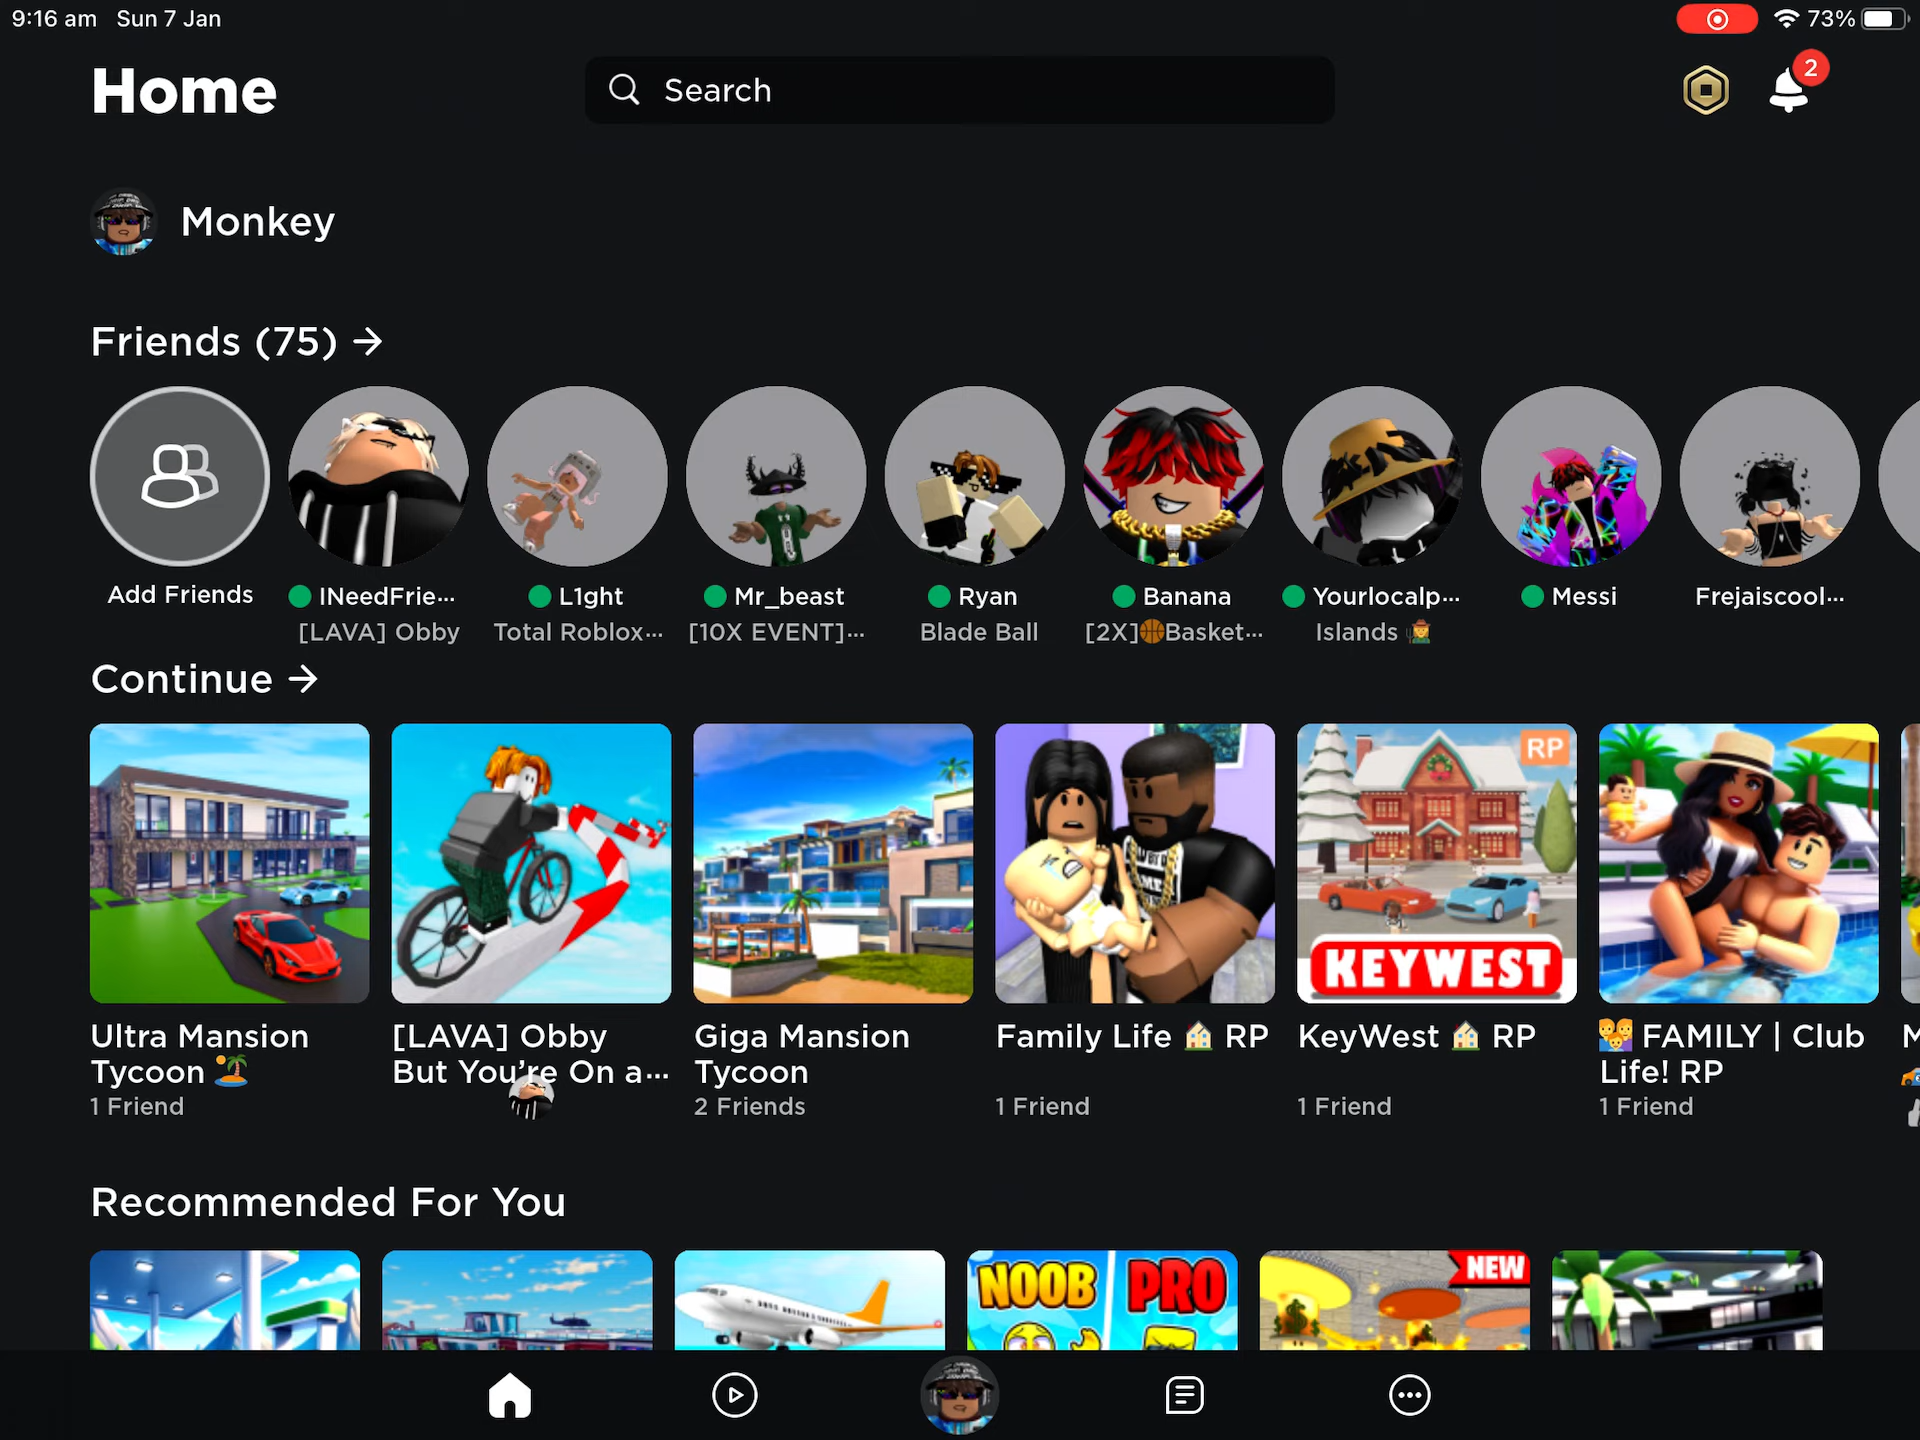 9:16 am Sun 7 Jan
73%
Home
Search
2
Monkey
Friends (75) →
Add Friends
INeedFrie...
[LAVA] Obby
L1ght
Total Roblox...
Mr_beast
[10X EVENT]...
Ryan
Blade Ball
Banana
[2X]🏀Basket...
Yourlocalp...
Islands 👩‍🌾
Messi
Frejaiscool...
Continue →
RP
KEYWEST
Ultra Mansion
Tycoon 🏝️
1 Friend
[LAVA] Obby
But You're On a...
Giga Mansion
Tycoon
2 Friends
Family Life 🏠 RP
1 Friend
KeyWest 🏠 RP
1 Friend
👨‍👩‍👧 FAMILY | Club
Life! RP
1 Friend
Recommended For You
NOOB
PRO
NEW